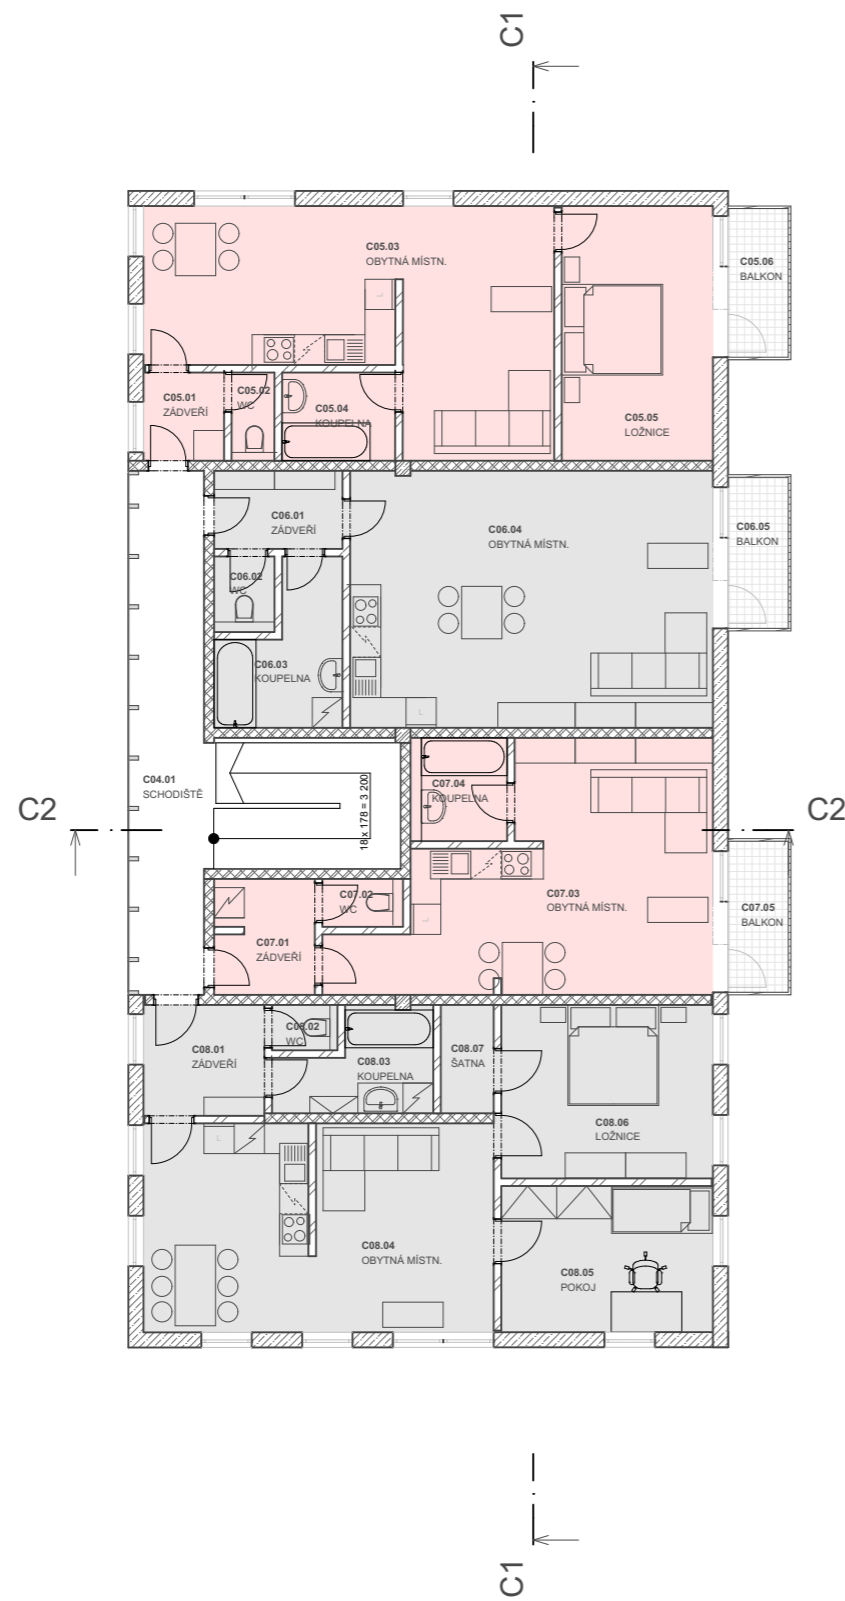 C1
C05.03
OBYTNÁ MÍSTN.
C05.06
BALKON
C05.01
ZÁDVEŘÍ
C05.02
WC
C05.04
KOUPELNA
C05.05
LOŽNICE
C06.01
ZÁDVEŘÍ
C06.04
OBYTNÁ MÍSTN.
C06.05
BALKON
C06.02
WC
C06.03
KOUPELNA
L
L
C04.01
SCHODIŠTĚ
18 x 178 = 3 200
C07.04
KOUPELNA
C2
C2
C07.02
WC
C07.03
OBYTNÁ MÍSTN.
C07.05
BALKON
L
C07.01
ZÁDVEŘÍ
C08.01
ZÁDVEŘÍ
C08.02
WC
C08.03
KOUPELNA
C08.07
ŠATNA
C08.06
LOŽNICE
L
C08.04
OBYTNÁ MÍSTN.
C08.05
POKOJ
C1